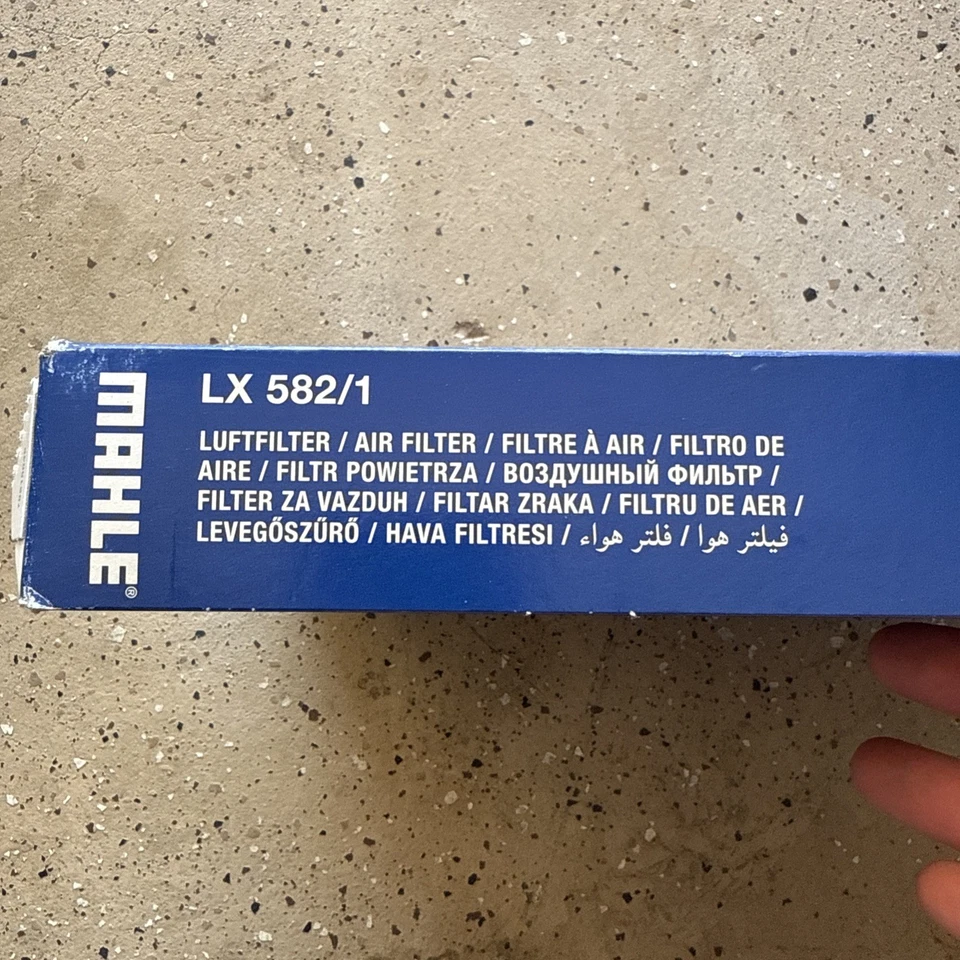 MAHLE®
LX 582/1
LUFTFILTER / AIR FILTER / FILTRE À AIR / FILTRO DE
AIRE / FILTR POWIETRZA / ВОЗДУШНЫЙ ФИЛЬТР /
FILTER ZA VAZDUH / FILTAR ZRAKA / FILTRU DE AER /
LEVEGŐSZŰRŐ / HAVA FILTRESI / فلتر هواء / فيلتر هوا